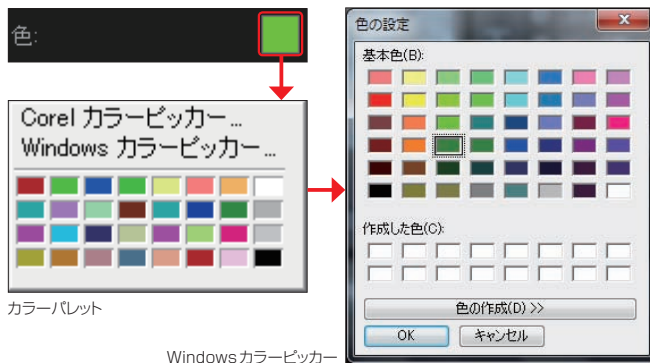 色:
Corel カラーピッカー...
Windows カラーピッカー...
カラーパレット
色の設定
基本色(B):
作成した色(C):
色の作成(D) >>
OK
キャンセル
Windowsカラーピッカー